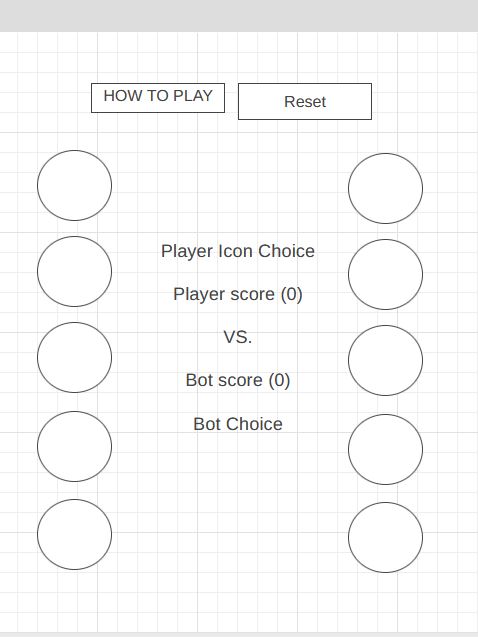 HOW TO PLAY
Reset
Player Icon Choice
Player score (0)
VS.
Bot score (0)
Bot Choice